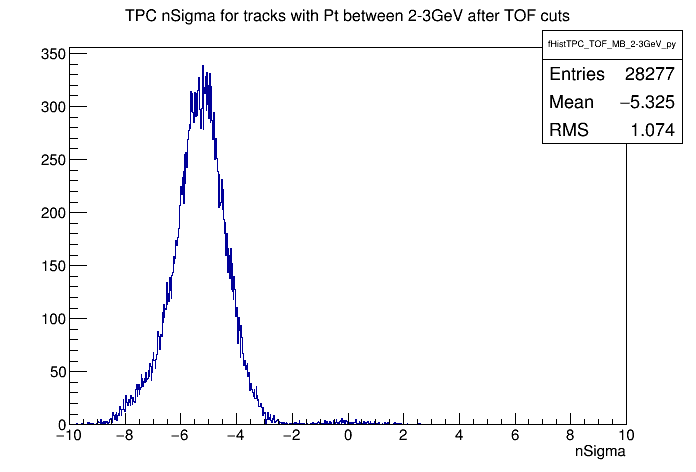 TPC nSigma for tracks with Pt between 2-3GeV after TOF cuts
fHistTPC_TOF_MB_2-3GeV_py
Entries 28277
Mean −5.325
RMS 1.074
350
300
250
200
150
100
50
0
−10 −8 −6 −4 −2 0 2 4 6 8 10
nSigma